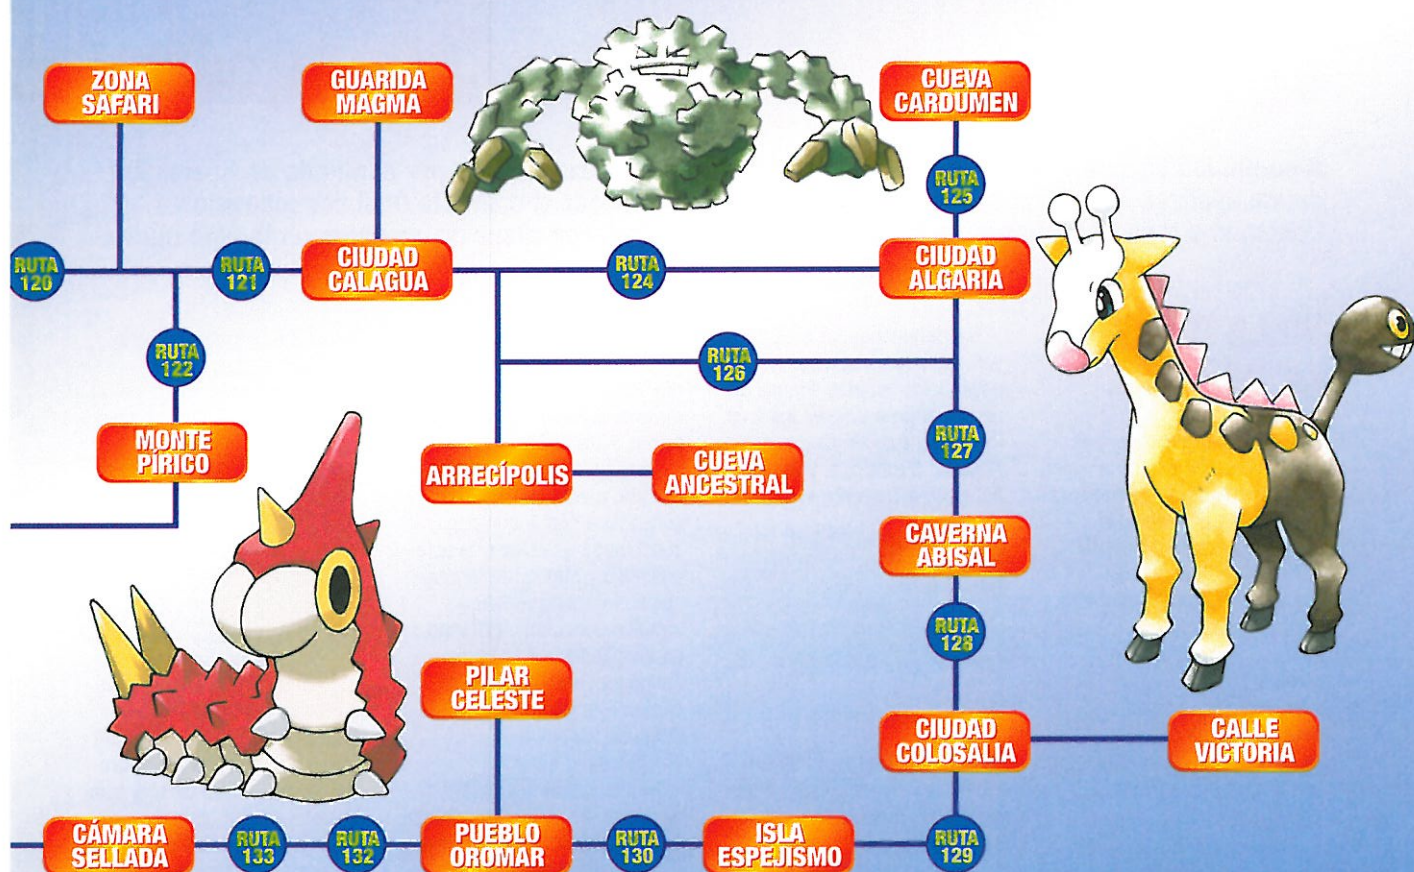 ZONA
SAFARI
GUARIDA
MAGMA
CUEVA
CARDUMEN
RUTA
125
RUTA
120
RUTA
121
CIUDAD
CALAGUA
RUTA
124
CIUDAD
ALGARIA
RUTA
122
RUTA
126
MONTE
PÍRICO
ARRECÍPOLIS
CUEVA
ANCESTRAL
RUTA
127
CAVERNA
ABISAL
RUTA
128
PILAR
CELESTE
CIUDAD
COLOSALIA
CALLE
VICTORIA
CÁMARA
SELLADA
RUTA
133
RUTA
132
PUEBLO
OROMAR
RUTA
130
ISLA
ESPEJISMO
RUTA
129